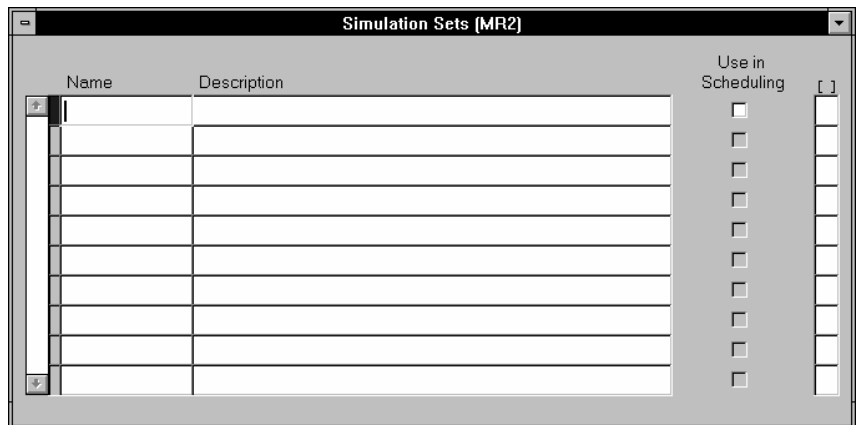 Simulation Sets (MR2)
Use in
Name Description Scheduling [ ]